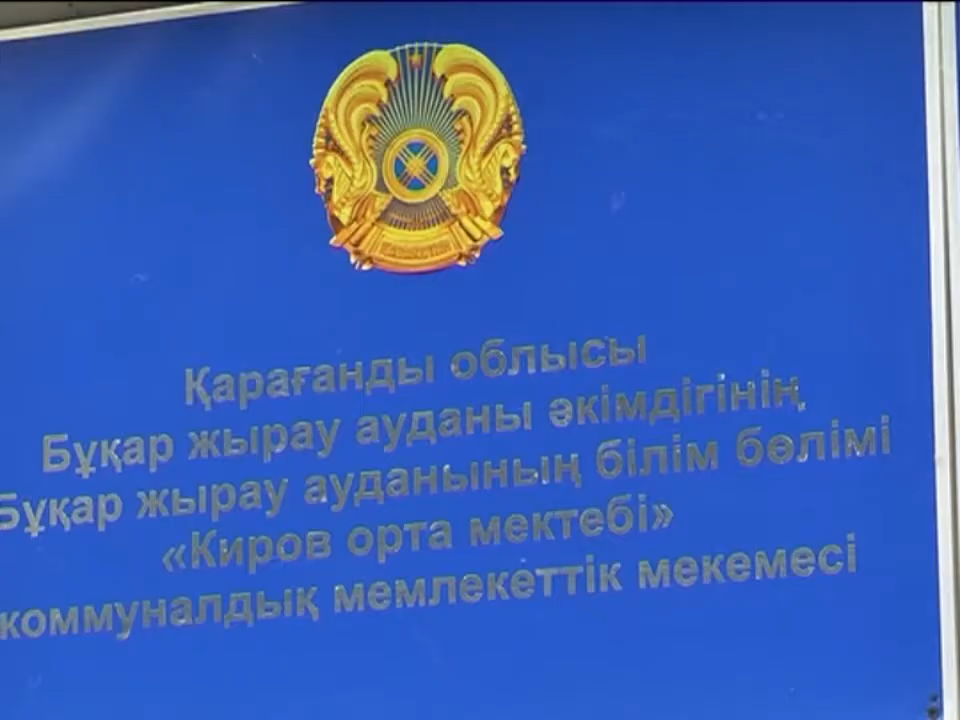 Қарағанды облысы
Бұқар жырау ауданы әкімдігінің
Бұқар жырау ауданының білім бөлімі
«Киров орта мектебі»
коммуналдық мемлекеттік мекемесі